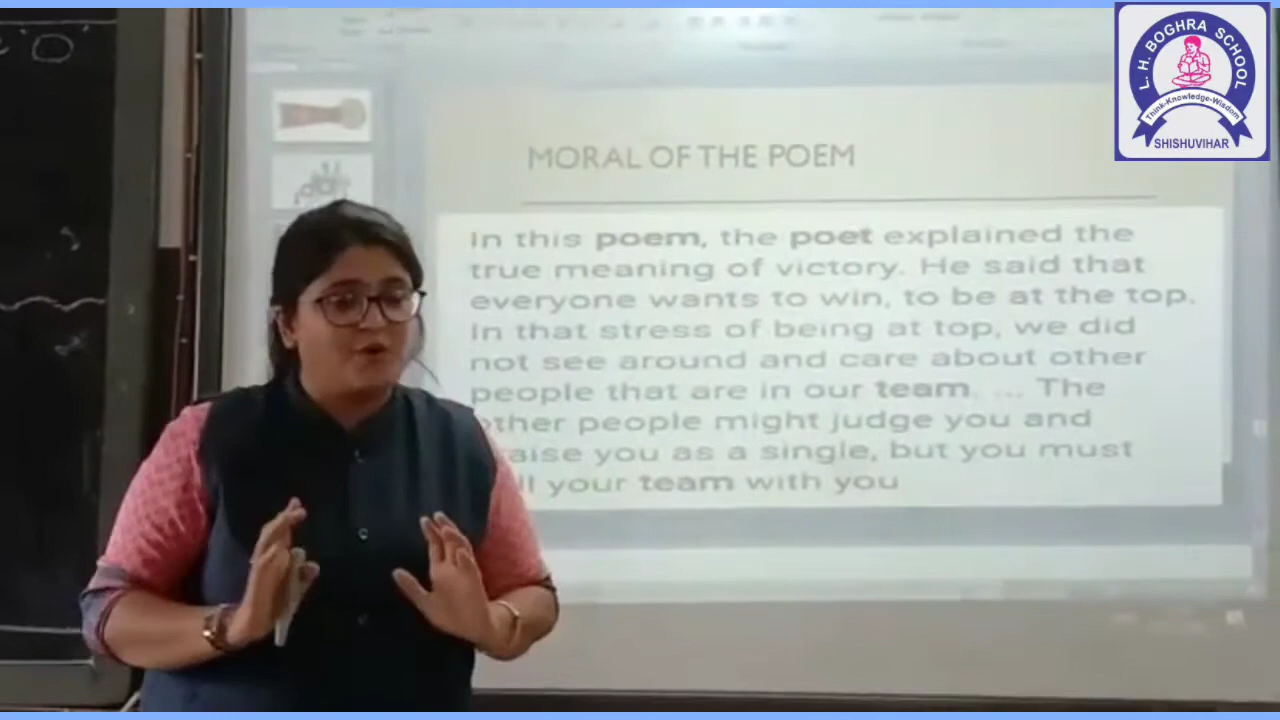 L. H. BOGHRA SCHOOL
Think-Knowledge-Wisdom
SHISHUVIHAR
MORAL OF THE POEM
In this poem, the poet explained the
true meaning of victory. He said that
everyone wants to win, to be at the top.
In that stress of being at top, we did
not see around and care about other
people that are in our team. ... The
other people might judge you and
raise you as a single, but you must
ll your team with you